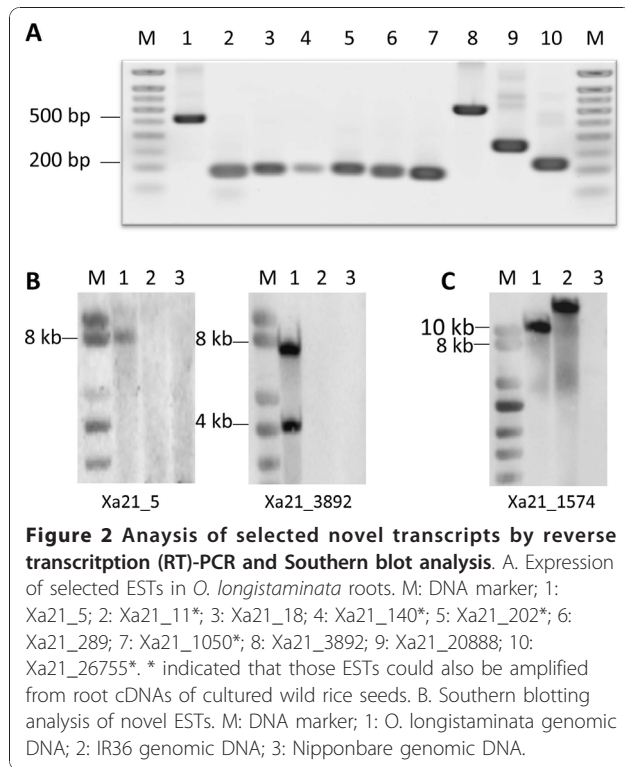 A
M 1 2 3 4 5 6 7 8 9 10 M
500 bp
200 bp
B M 1 2 3 M 1 2 3 C M 1 2 3
8 kb 8 kb 10 kb
8 kb
4 kb
Xa21_5 Xa21_3892 Xa21_1574
Figure 2 Anaysis of selected novel transcripts by reverse
transcritption (RT)-PCR and Southern blot analysis. A. Expression
of selected ESTs in O. longistaminata roots. M: DNA marker; 1:
Xa21_5; 2: Xa21_11*; 3: Xa21_18; 4: Xa21_140*; 5: Xa21_202*; 6:
Xa21_289; 7: Xa21_1050*; 8: Xa21_3892; 9: Xa21_20888; 10:
Xa21_26755*. * indicated that those ESTs could also be amplified
from root cDNAs of cultured wild rice seeds. B. Southern blotting
analysis of novel ESTs. M: DNA marker; 1: O. longistaminata genomic
DNA; 2: IR36 genomic DNA; 3: Nipponbare genomic DNA.